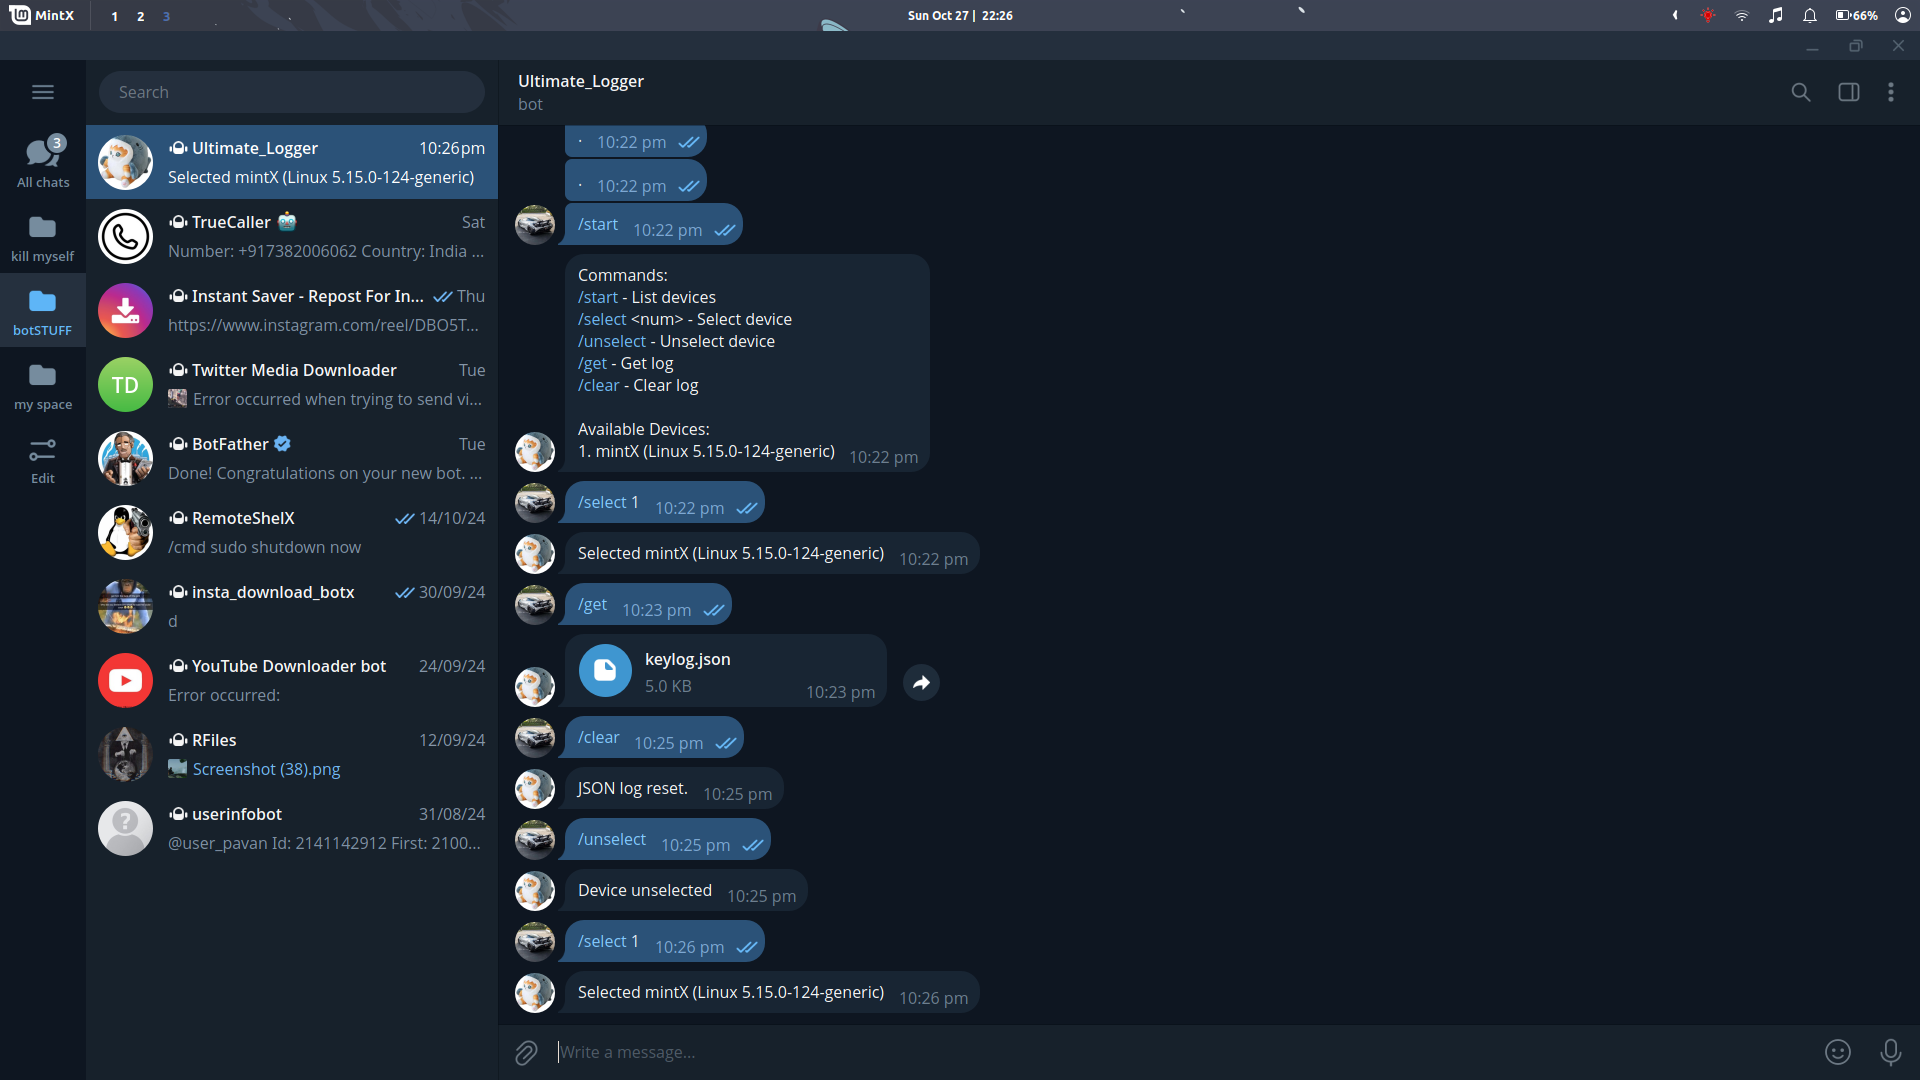 MintX
1 2 3
Sun Oct 27 | 22:26
66%
Search
3
All chats
kill myself
botSTUFF
my space
Edit
Ultimate_Logger 10:26 pm
Selected mintX (Linux 5.15.0-124-generic)
TrueCaller Sat
Number: +917382006062 Country: India ...
Instant Saver - Repost For In... Thu
https://www.instagram.com/reel/DBO5T...
TD
Twitter Media Downloader Tue
Error occurred when trying to send vi...
BotFather Tue
Done! Congratulations on your new bot. ...
RemoteShelX 14/10/24
/cmd sudo shutdown now
insta_download_botx 30/09/24
d
YouTube Downloader bot 24/09/24
Error occurred:
RFiles 12/09/24
Screenshot (38).png
userinfobot 31/08/24
@user_pavan Id: 2141142912 First: 2100...
Ultimate_Logger
bot
. 10:22 pm
. 10:22 pm
/start 10:22 pm
Commands:
/start - List devices
/select <num> - Select device
/unselect - Unselect device
/get - Get log
/clear - Clear log
Available Devices:
1. mintX (Linux 5.15.0-124-generic) 10:22 pm
/select 1 10:22 pm
Selected mintX (Linux 5.15.0-124-generic) 10:22 pm
/get 10:23 pm
keylog.json
5.0 KB 10:23 pm
/clear 10:25 pm
JSON log reset. 10:25 pm
/unselect 10:25 pm
Device unselected 10:25 pm
/select 1 10:26 pm
Selected mintX (Linux 5.15.0-124-generic) 10:26 pm
Write a message...